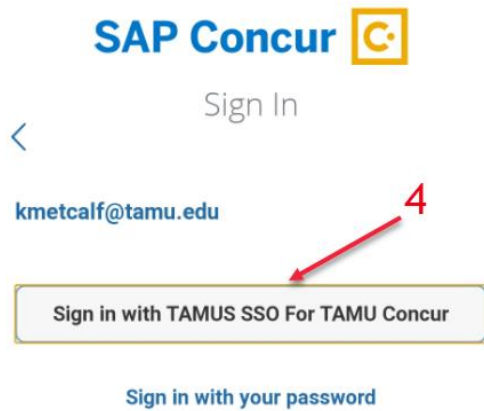 SAP Concur C.
Sign In
kmetcalf@tamu.edu
4
Sign in with TAMUS SSO For TAMU Concur
Sign in with your password